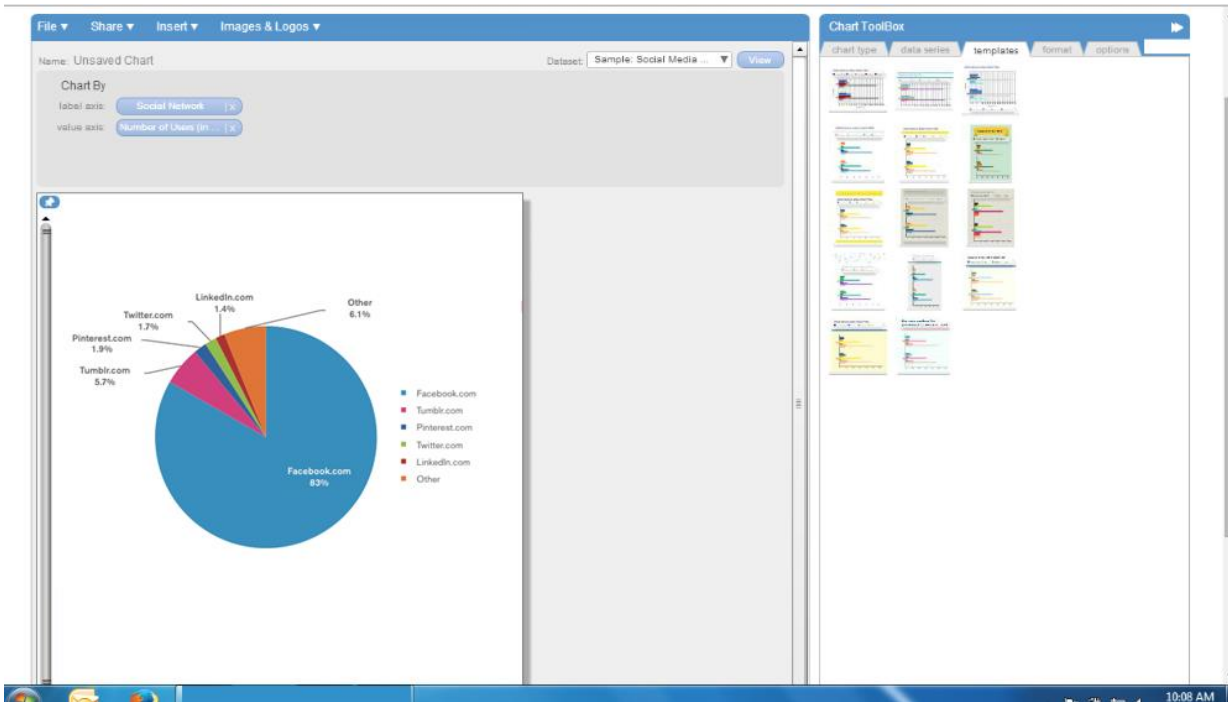 File ▼ Share ▼ Insert ▼ Images & Logos ▼
Name: Unsaved Chart
Dataset: Sample: Social Media ... ▼ View
Chart By
label axis: Social Network | x
value axis: Number of Users (in ... | x
LinkedIn.com
1.4%
Other
6.1%
Twitter.com
1.7%
Pinterest.com
1.9%
Tumblr.com
5.7%
Facebook.com
83%
Facebook.com
Tumblr.com
Pinterest.com
Twitter.com
LinkedIn.com
Other
Chart ToolBox
chart type data series templates format options
10:08 AM